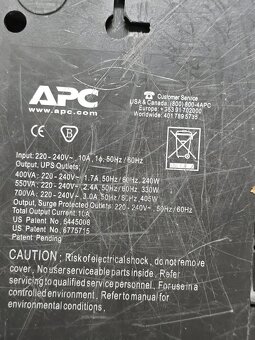 APC
www.apc.com
Customer Service
USA & Canada: (800) 800-4APC
Europe: +353 91 702000
Worldwide: 401 789 5735
Input: 220-240V~, 10A, 1ϕ, 50Hz / 60Hz
Output, UPS Outlets;
400VA: 220-240V~, 1.7A, 50Hz / 60Hz, 240W
550VA: 220-240V~, 2.4A, 50Hz / 60Hz, 330W
700VA: 220-240V~, 3.0A, 50Hz / 60Hz, 405W
Output, Surge Protected Outlets: 220-240V~, 50Hz/60Hz
Total Output Current: 10A
US Patent No. 6445088
US Patent No. 6775715
Patent Pending
CAUTION: Risk of electrical shock, do not remove
cover. No user serviceable parts inside. Refer
servicing to qualified service personnel. For use in a
controlled environment. Refer to manual for
environmental conditions.